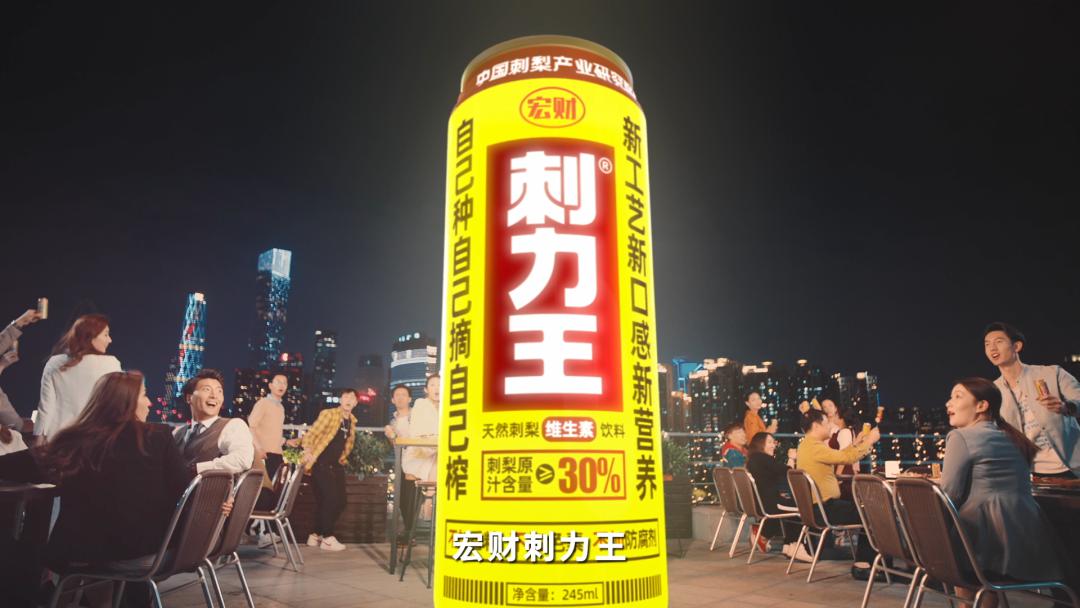 中国刺梨产业研究
宏财
自己种自己摘自己榨
刺力王®
新工艺新口感新营养
天然刺梨 维生素 饮料
刺梨原
汁含量 ≥30%
防腐剂
宏财刺力王
净含量：245ml